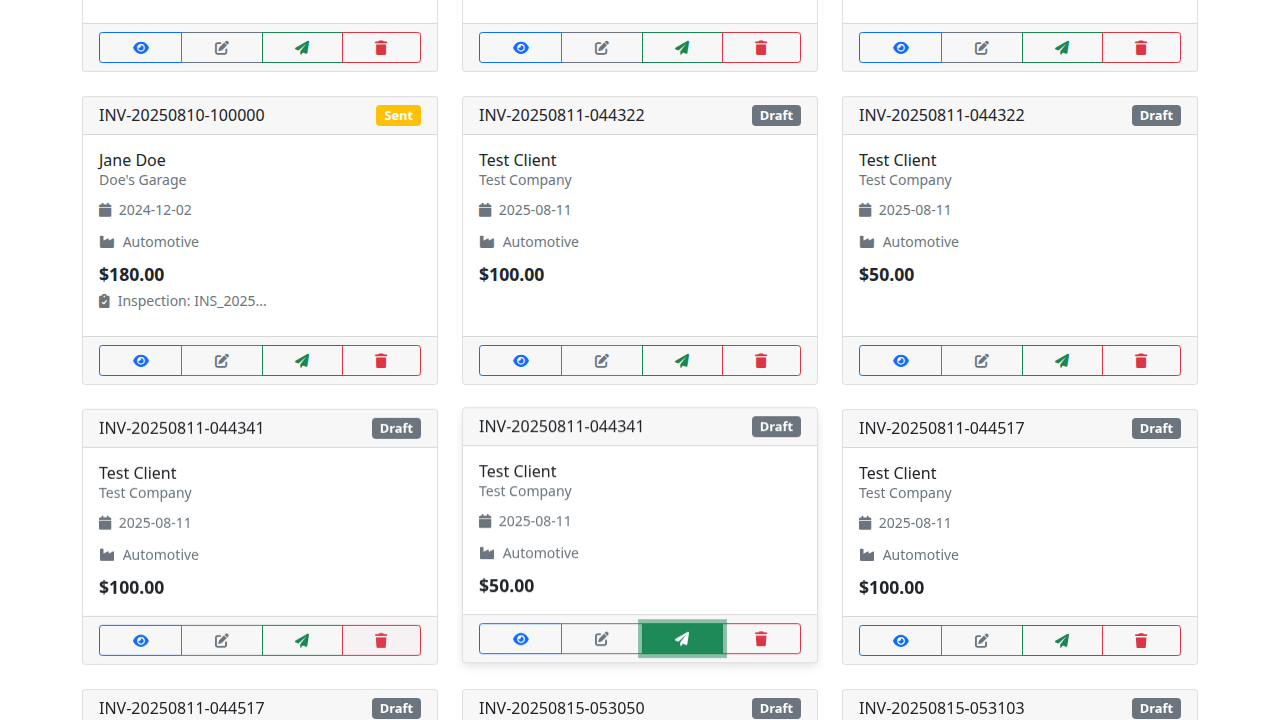 INV-20250810-100000 Sent
Jane Doe
Doe's Garage
2024-12-02
Automotive
$180.00
Inspection: INS_2025...
INV-20250811-044322 Draft
Test Client
Test Company
2025-08-11
Automotive
$100.00
INV-20250811-044322 Draft
Test Client
Test Company
2025-08-11
Automotive
$50.00
INV-20250811-044341 Draft
Test Client
Test Company
2025-08-11
Automotive
$100.00
INV-20250811-044341 Draft
Test Client
Test Company
2025-08-11
Automotive
$50.00
INV-20250811-044517 Draft
Test Client
Test Company
2025-08-11
Automotive
$100.00
INV-20250811-044517 Draft
INV-20250815-053050 Draft
INV-20250815-053103 Draft